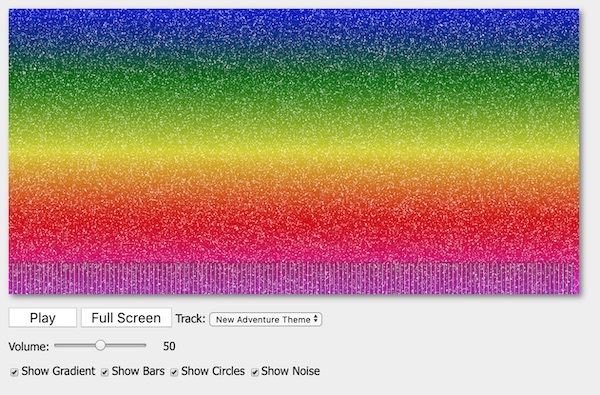 Play Full Screen Track: New Adventure Theme
Volume: 50
Show Gradient Show Bars Show Circles Show Noise